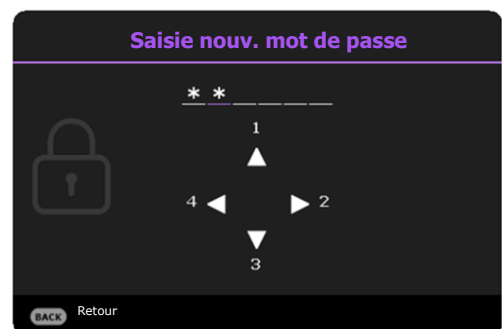 Saisie nouv. mot de passe
* * _ _ _ _
1
4 2
3
BACK Retour